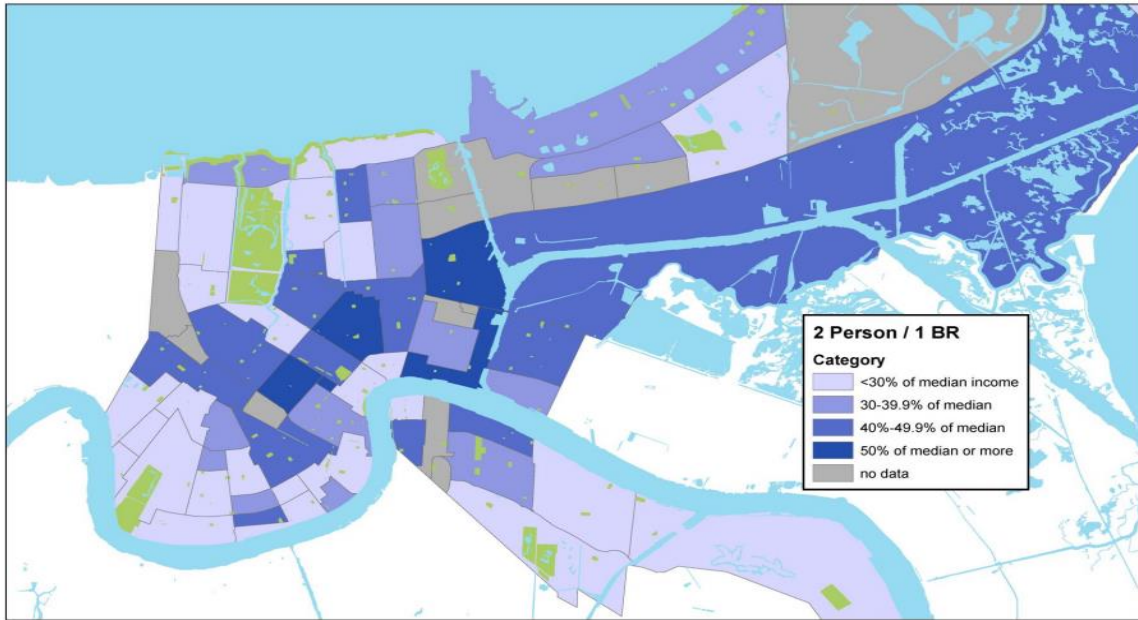 2 Person / 1 BR
Category
<30% of median income
30-39.9% of median
40%-49.9% of median
50% of median or more
no data